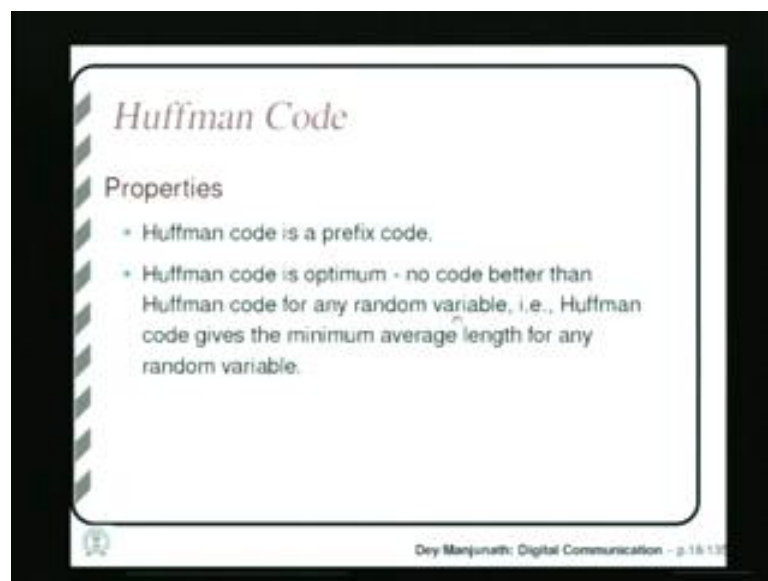 Huffman Code
Properties
• Huffman code is a prefix code.
• Huffman code is optimum - no code better than
Huffman code for any random variable, i.e., Huffman
code gives the minimum average length for any
random variable.
Dey Manjunath: Digital Communication